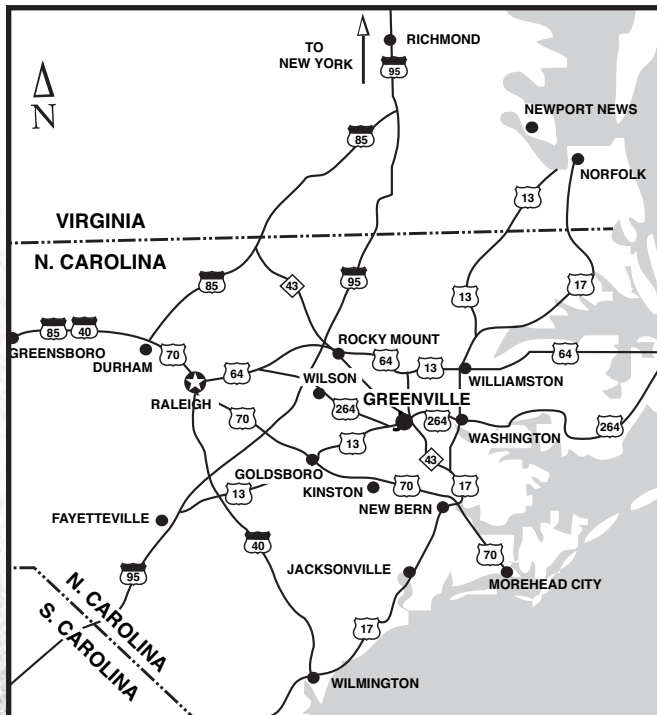 RICHMOND
TO
NEW YORK
95
N
NEWPORT NEWS
85
NORFOLK
13
VIRGINIA
N. CAROLINA
95
17
85
43
13
85
40
GREENSBORO
70
DURHAM
ROCKY MOUNT
64
64
13
64
WILSON
WILLIAMSTON
RALEIGH
GREENVILLE
264
264
264
70
WASHINGTON
13
43
GOLDSBORO
13
KINSTON
70
17
NEW BERN
FAYETTEVILLE
40
70
95
JACKSONVILLE
MOREHEAD CITY
N. CAROLINA
S. CAROLINA
17
WILMINGTON